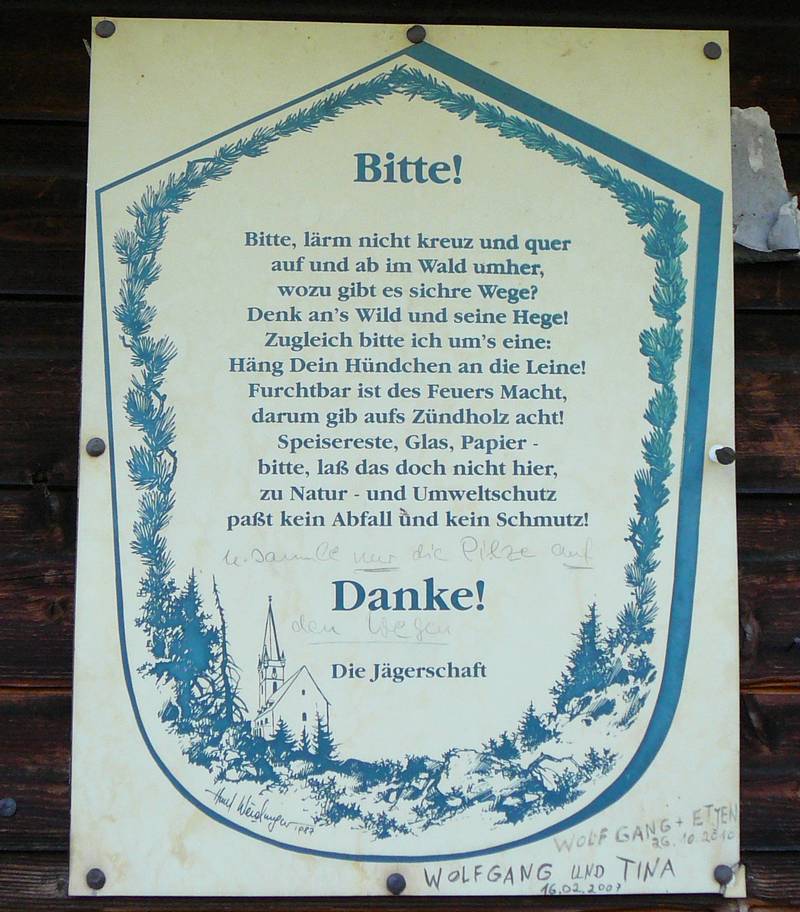 Bitte!
Bitte, lärm nicht kreuz und quer
auf und ab im Wald umher,
wozu gibt es sichre Wege?
Denk an's Wild und seine Hege!
Zugleich bitte ich um's eine:
Häng Dein Hündchen an die Leine!
Furchtbar ist des Feuers Macht,
darum gib aufs Zündholz acht!
Speisereste, Glas, Papier -
bitte, laß das doch nicht hier,
zu Natur - und Umweltschutz
paßt kein Abfall und kein Schmutz!
u. sammle nur die Pilze auf
Danke!
den Wegen
Die Jägerschaft
1987
WOLFGANG +
26.10.2010
WOLFGANG UND TINA
16.02.2007